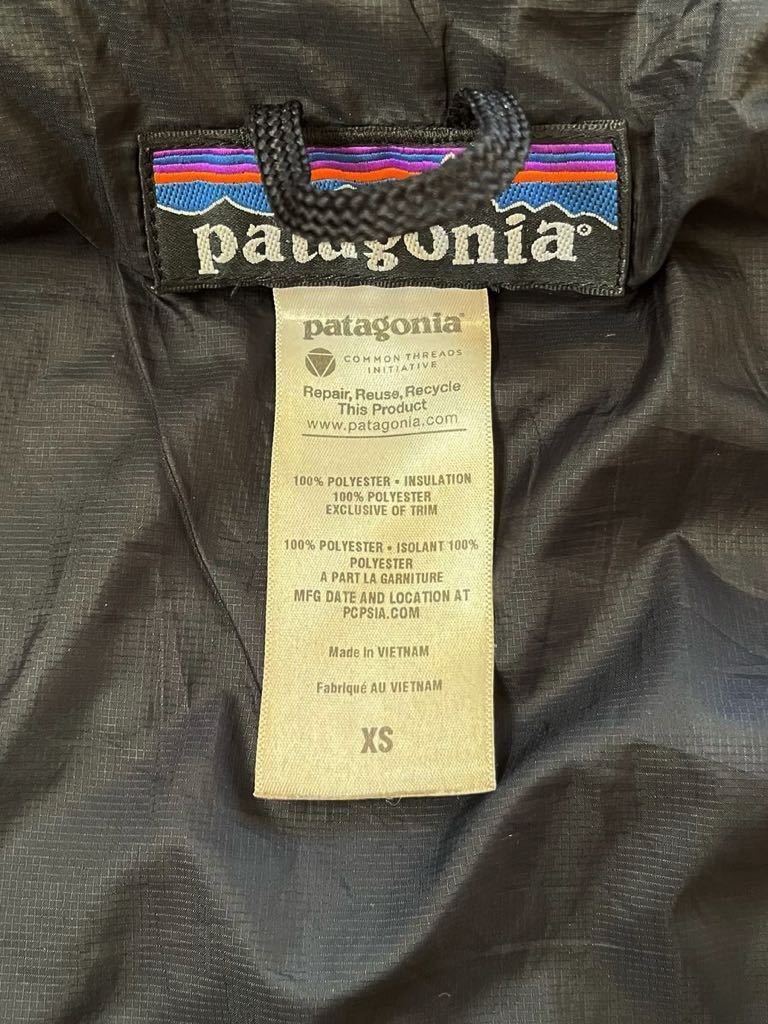 patagonia®
patagonia®
COMMON THREADS
INITIATIVE
Repair, Reuse, Recycle
This Product
www.patagonia.com
100% POLYESTER • INSULATION
100% POLYESTER
EXCLUSIVE OF TRIM
100% POLYESTER • ISOLANT 100%
POLYESTER
A PART LA GARNITURE
MFG DATE AND LOCATION AT
PCPSIA.COM
Made in VIETNAM
Fabriqué AU VIETNAM
XS